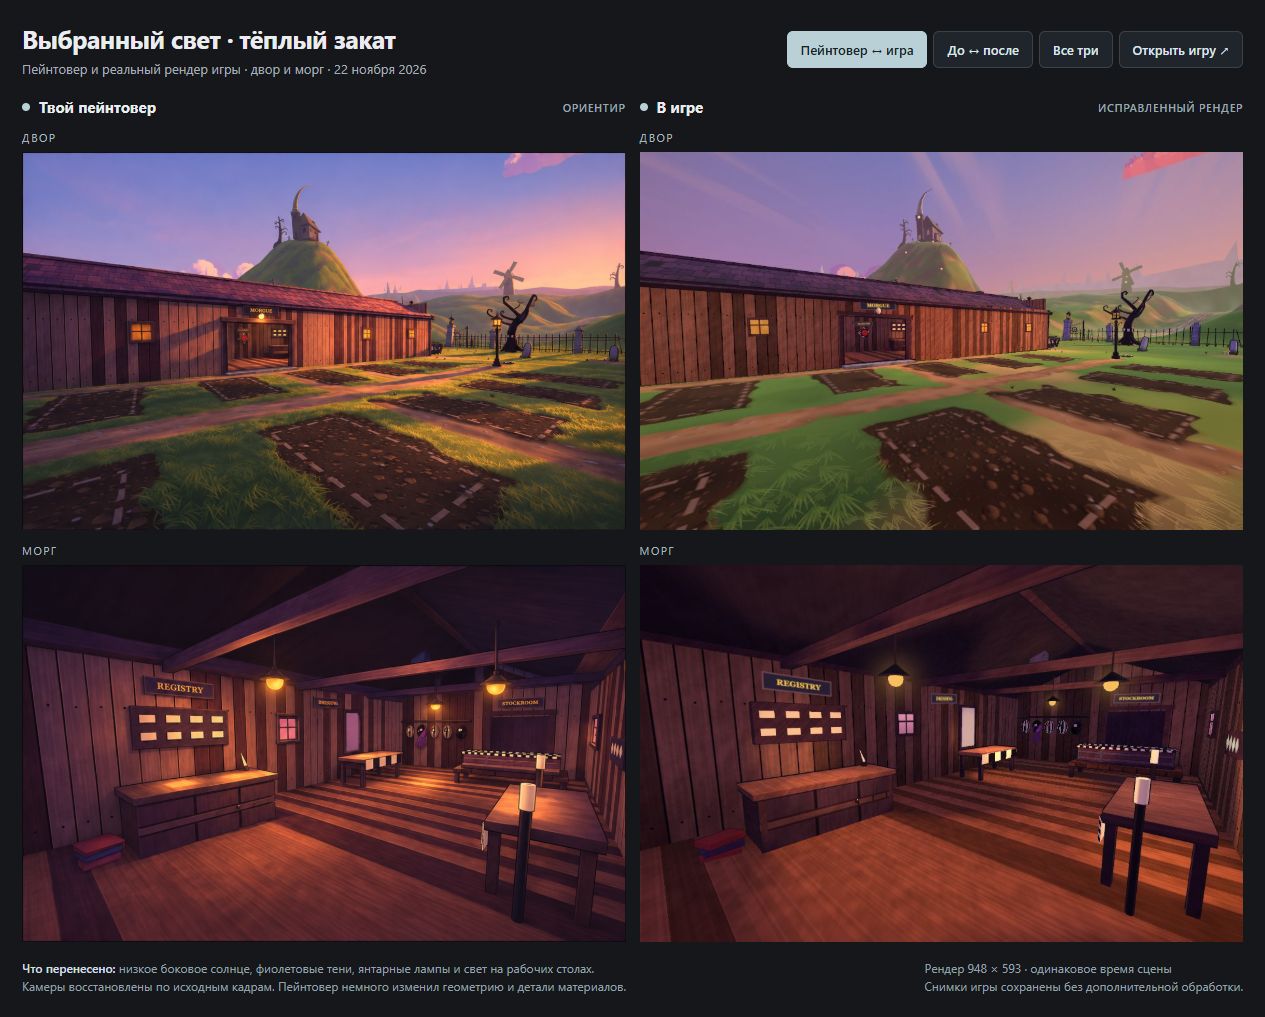 Выбранный свет · тёплый закат
Пейнтовер и реальный рендер игры · двор и морг · 22 ноября 2026
Пейнтовер ↔ игра
До ↔ после
Все три
Открыть игру ↗
Твой пейнтовер
ОРИЕНТИР
В игре
ИСПРАВЛЕННЫЙ РЕНДЕР
ДВОР
ДВОР
MORGUE
MORGUE
МОРГ
МОРГ
REGISTRY
STOCKROOM
REGISTRY
STOCKROOM
Что перенесено: низкое боковое солнце, фиолетовые тени, янтарные лампы и свет на рабочих столах.
Камеры восстановлены по исходным кадрам. Пейнтовер немного изменил геометрию и детали материалов.
Рендер 948 × 593 · одинаковое время сцены
Снимки игры сохранены без дополнительной обработки.